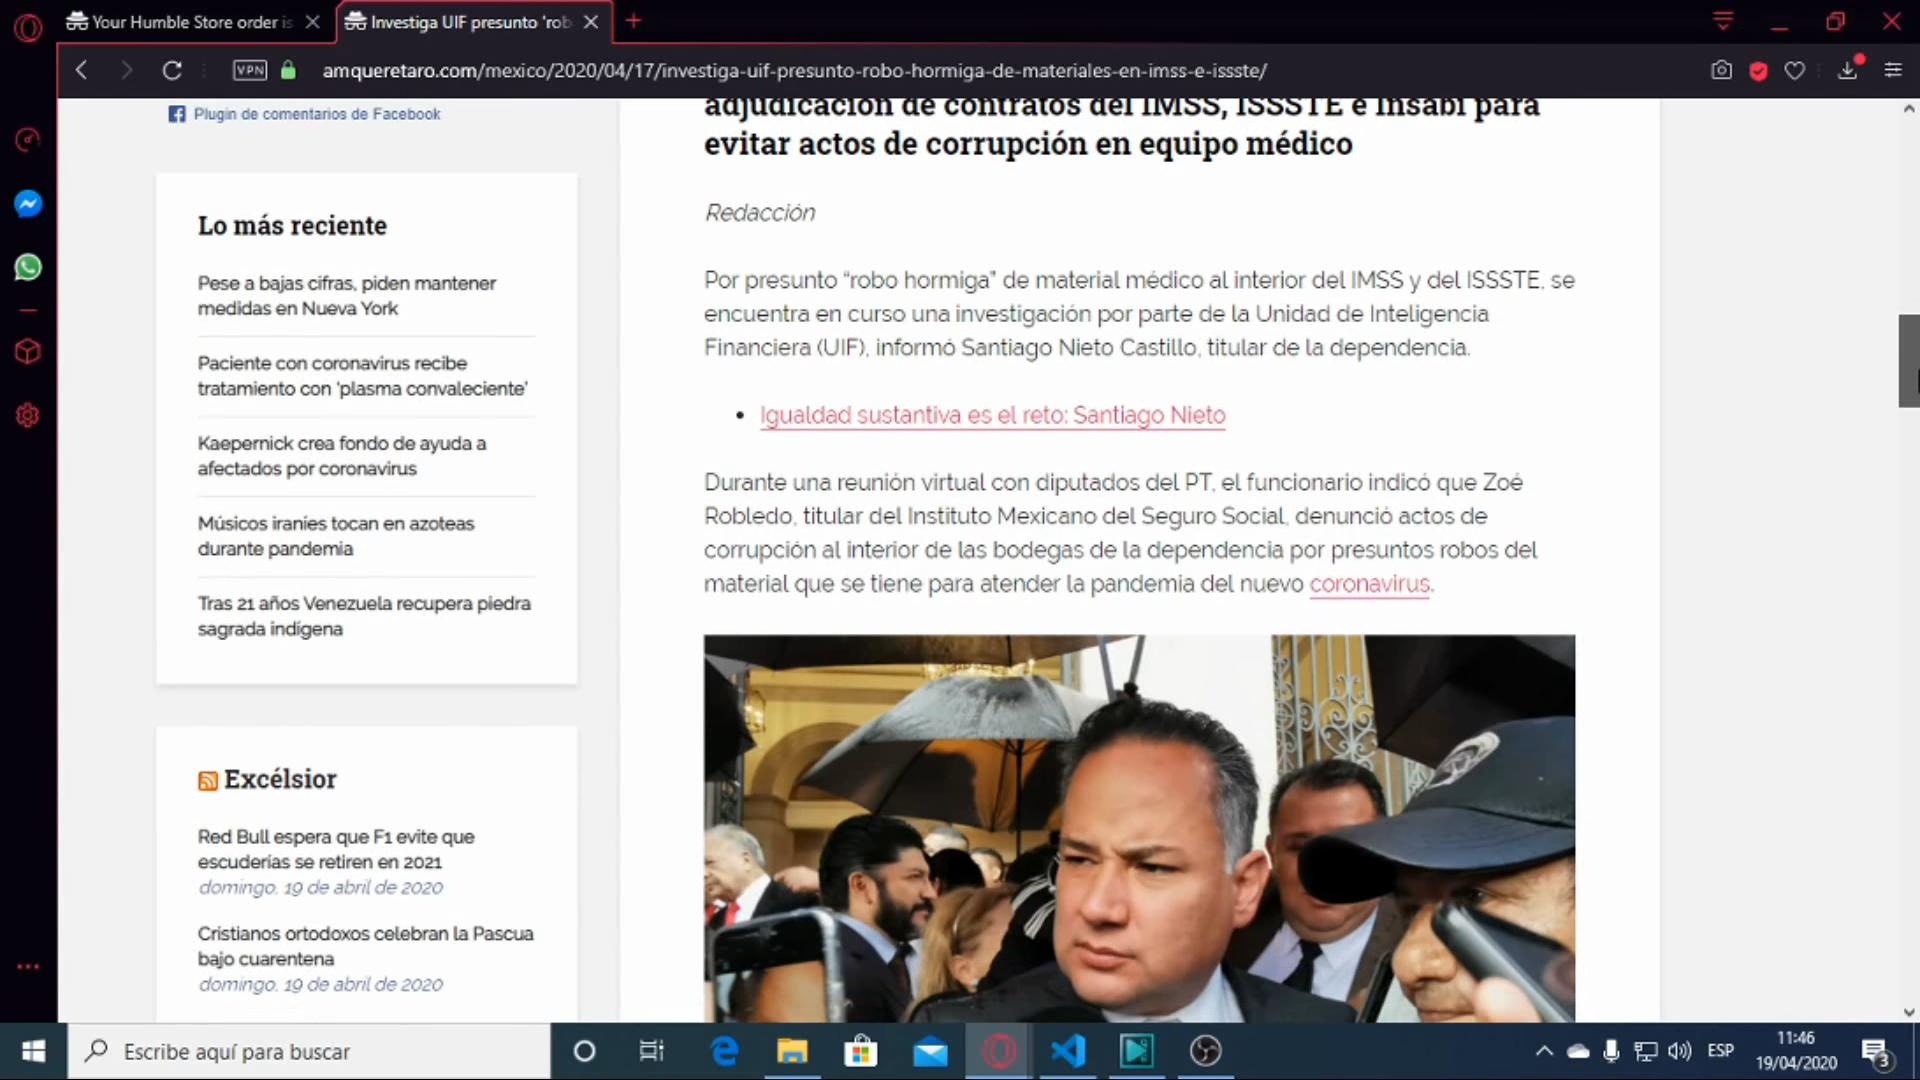 Your Humble Store order is
Investiga UIF presunto 'rob
VPN
amqueretaro.com/mexico/2020/04/17/investiga-uif-presunto-robo-hormiga-de-materiales-en-imss-e-issste/
Plugin de comentarios de Facebook
Lo más reciente
Pese a bajas cifras, piden mantener
medidas en Nueva York
Paciente con coronavirus recibe
tratamiento con 'plasma convaleciente'
Kaepernick crea fondo de ayuda a
afectados por coronavirus
Músicos iraníes tocan en azoteas
durante pandemia
Tras 21 años Venezuela recupera piedra
sagrada indígena
Excélsior
Red Bull espera que F1 evite que
escuderías se retiren en 2021
domingo, 19 de abril de 2020
Cristianos ortodoxos celebran la Pascua
bajo cuarentena
domingo, 19 de abril de 2020
adjudicación de contratos del IMSS, ISSSTE e Insabi para
evitar actos de corrupción en equipo médico
Redacción
Por presunto “robo hormiga” de material médico al interior del IMSS y del ISSSTE, se
encuentra en curso una investigación por parte de la Unidad de Inteligencia
Financiera (UIF), informó Santiago Nieto Castillo, titular de la dependencia.
Igualdad sustantiva es el reto: Santiago Nieto
Durante una reunión virtual con diputados del PT, el funcionario indicó que Zoé
Robledo, titular del Instituto Mexicano del Seguro Social, denunció actos de
corrupción al interior de las bodegas de la dependencia por presuntos robos del
material que se tiene para atender la pandemia del nuevo coronavirus.
Escribe aquí para buscar
ESP
11:46
19/04/2020
3